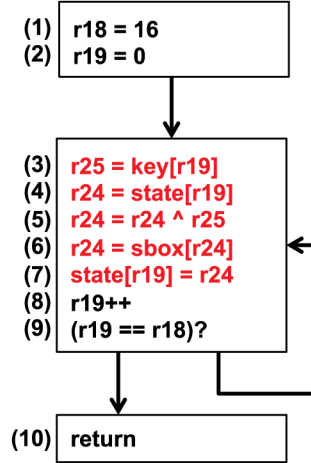 (1) r18 = 16
(2) r19 = 0
(3) r25 = key[r19]
(4) r24 = state[r19]
(5) r24 = r24 ^ r25
(6) r24 = sbox[r24]
(7) state[r19] = r24
(8) r19++
(9) (r19 == r18)?
(10) return